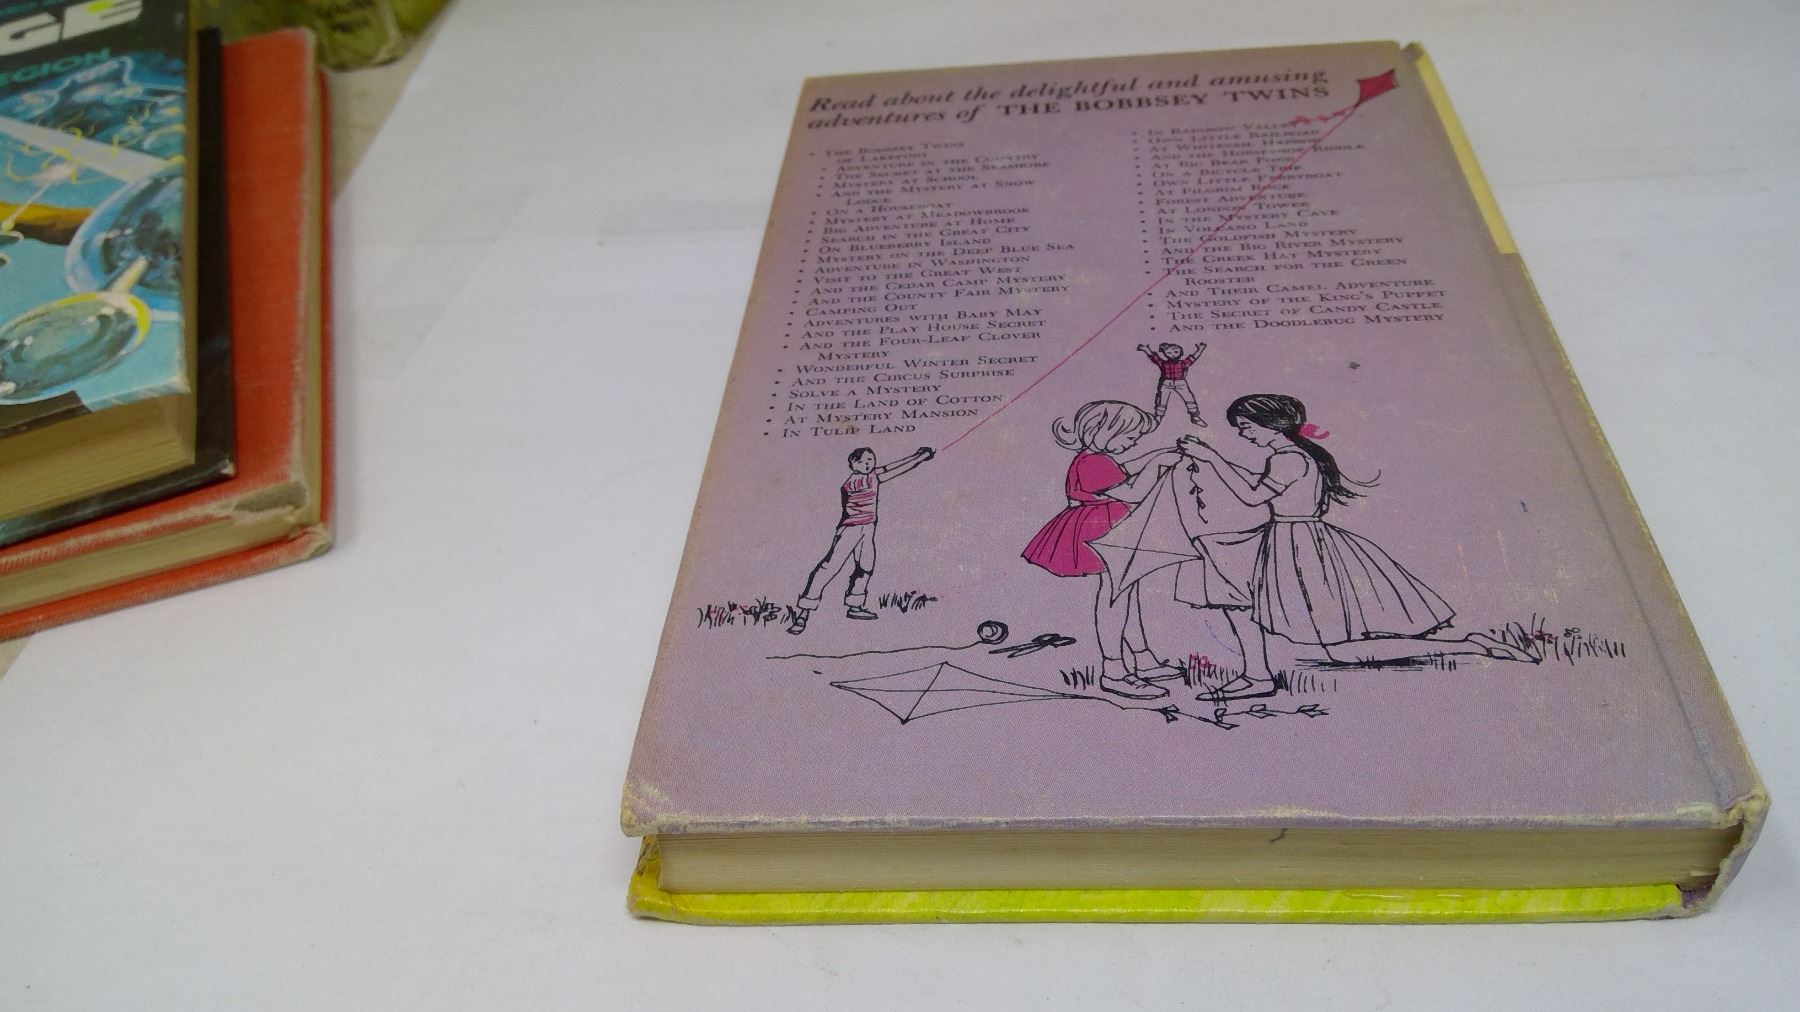 GE
EGION
Read about the delightful and amusing
adventures of THE BOBBSEY TWINS
• THE BOBBSEY TWINS
OF LAKEPORT
• ADVENTURE IN THE COUNTRY
• THE SECRET AT THE SEASHORE
• MYSTERY AT SCHOOL
• AND THE MYSTERY AT SNOW
LODGE
• ON A HOUSEBOAT
• MYSTERY AT MEADOWBROOK
• BIG ADVENTURE AT HOME
• SEARCH IN THE GREAT CITY
• ON BLUEBERRY ISLAND
• MYSTERY ON THE DEEP BLUE SEA
• ADVENTURE IN WASHINGTON
• VISIT TO THE GREAT WEST
• AND THE CEDAR CAMP MYSTERY
• AND THE COUNTY FAIR MYSTERY
• CAMPING OUT
• ADVENTURES WITH BABY MAY
• AND THE PLAY HOUSE SECRET
• AND THE FOUR-LEAF CLOVER
MYSTERY
• WONDERFUL WINTER SECRET
• AND THE CIRCUS SURPRISE
• SOLVE A MYSTERY
• IN THE LAND OF COTTON
• AT MYSTERY MANSION
• IN TULIP LAND
• IN RAINBOW VALLEY
• OWN LITTLE RAILROAD
• AT WHITESAIL HARBOR
• AND THE HORSESHOE RIDDLE
• AT BIG BEAR POND
• ON A BICYCLE TRIP
• OWN LITTLE FERRYBOAT
• AT PILGRIM ROCK
• FOREST ADVENTURE
• AT LONDON TOWER
• IN THE MYSTERY CAVE
• IN VOLCANO LAND
• THE GOLDFISH MYSTERY
• AND THE BIG RIVER MYSTERY
• THE GREEK HAT MYSTERY
• THE SEARCH FOR THE GREEN
ROOSTER
• AND THEIR CAMEL ADVENTURE
• MYSTERY OF THE KING'S PUPPET
• THE SECRET OF CANDY CASTLE
• AND THE DOODLEBUG MYSTERY